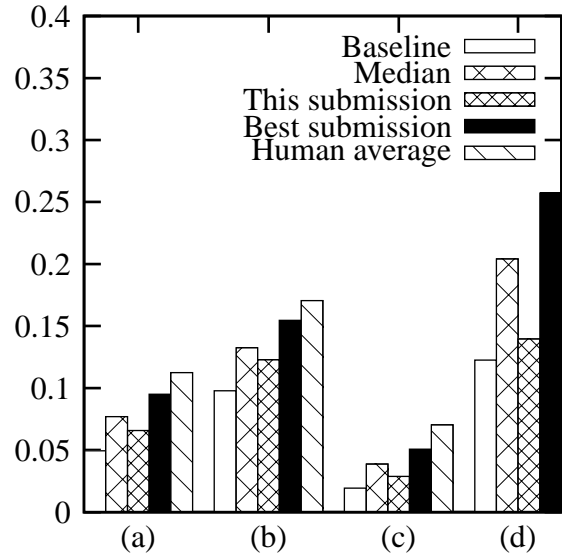 0.4
0.35
0.3
0.25
0.2
0.15
0.1
0.05
0
Baseline
Median
This submission
Best submission
Human average
(a) (b) (c) (d)